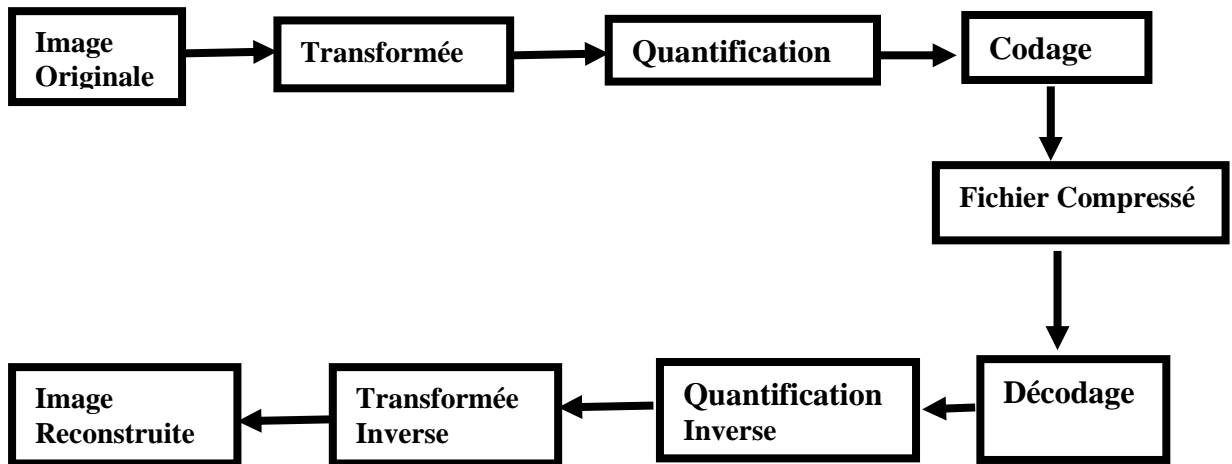 Image
Originale
Transformée
Quantification
Codage
Fichier Compressé
Décodage
Quantification
Inverse
Transformée
Inverse
Image
Reconstruite